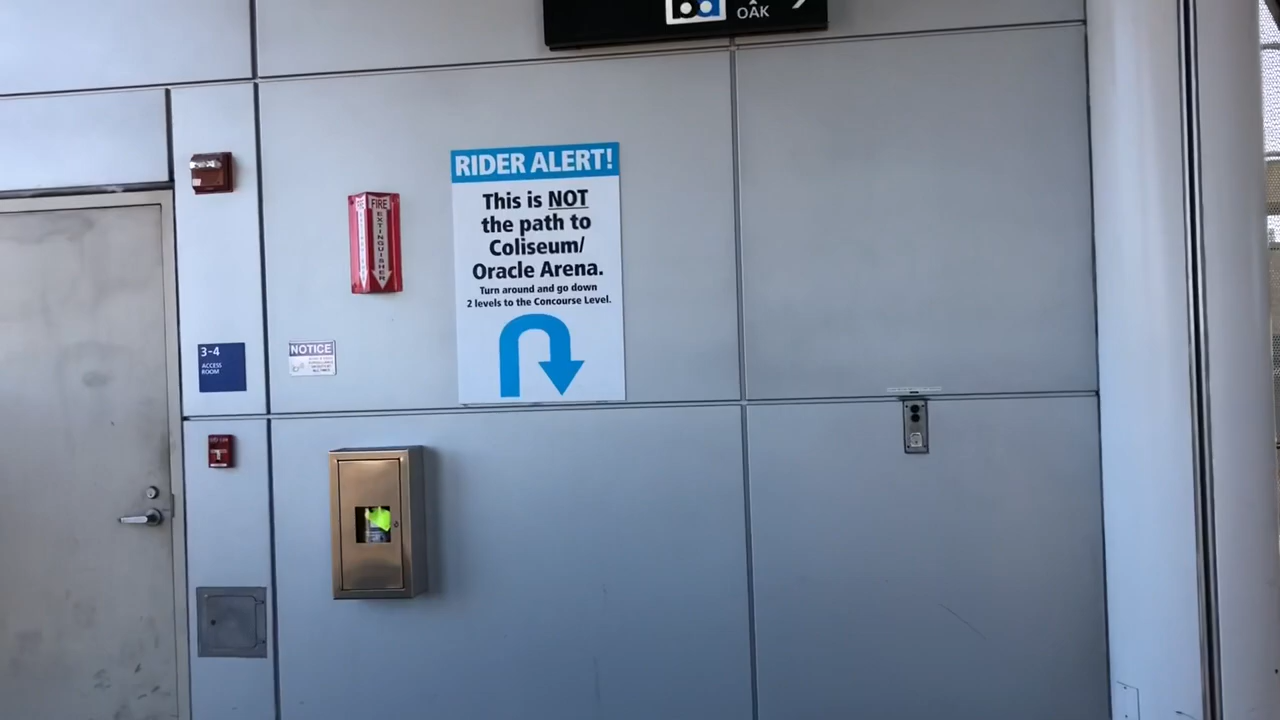 ba
OAK
RIDER ALERT!
This is NOT
the path to
Coliseum/
Oracle Arena.
Turn around and go down
2 levels to the Concourse Level.
FIRE
EXTINGUISHER
3-4
ACCESS
ROOM
NOTICE